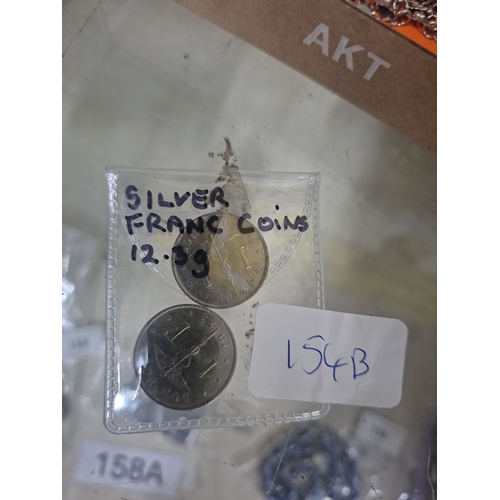 AKT
SILVER
FRANC COINS
12.3g
154B
158A